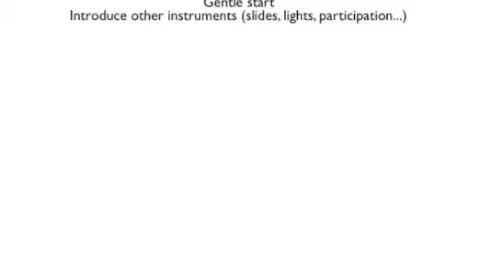 Gentle start
Introduce other instruments (slides, lights, participation...)